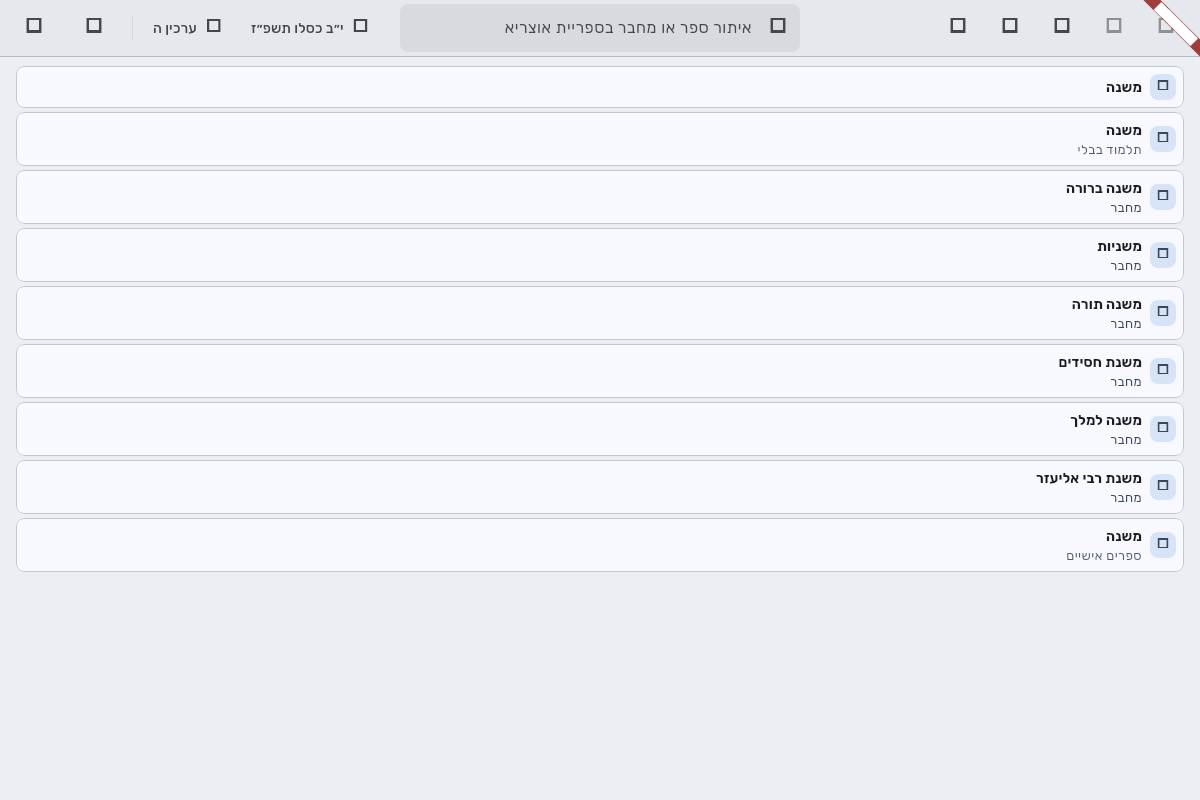 איתור ספר או מחבר בספריית אוצריא
י״ב כסלו תשפ״ז
ערכין ה
משנה
משנה
תלמוד בבלי
משנה ברורה
מחבר
משניות
מחבר
משנה תורה
מחבר
משנת חסידים
מחבר
משנה למלך
מחבר
משנת רבי אליעזר
מחבר
משנה
ספרים אישיים